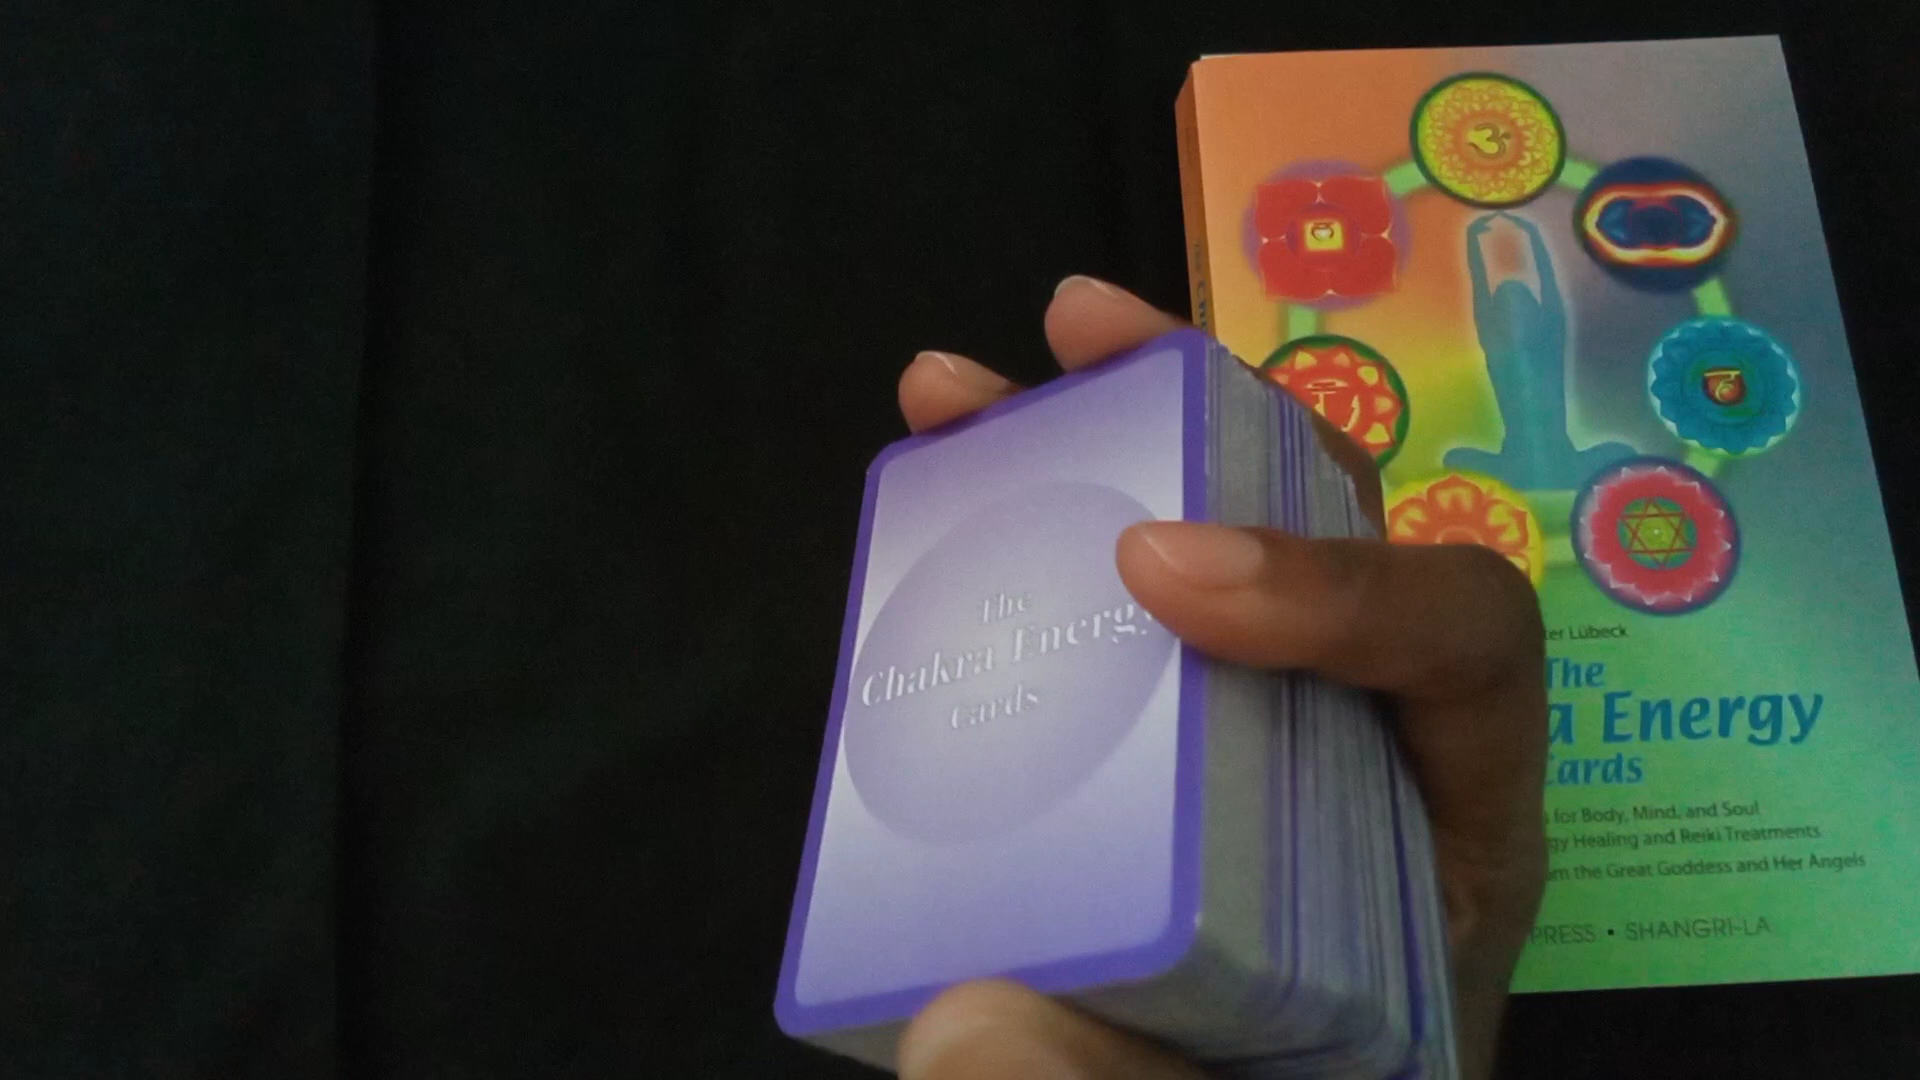 The
Chakra Energy
Cards
ter Lübeck
The
a Energy
Cards
for Body, Mind, and Soul
gy Healing and Reiki Treatments
om the Great Goddess and Her Angels
PRESS • SHANGRI-LA